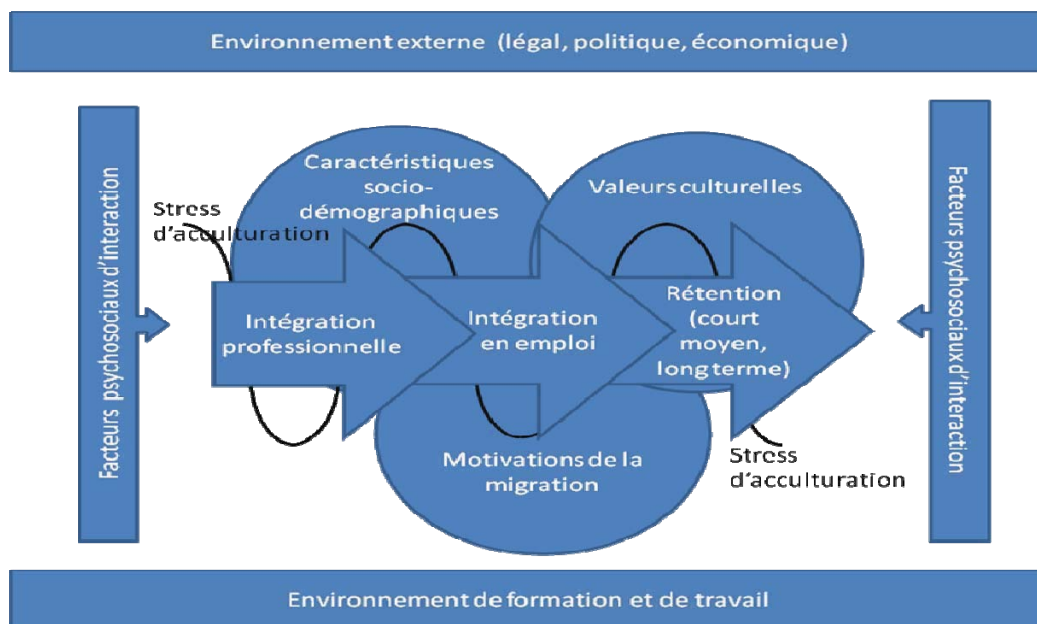 Environnement externe (légal, politique, économique)
Facteurs psychosociaux d'interaction
Caractéristiques
socio-
démographiques
Valeurs culturelles
Stress
d'acculturation
Intégration
professionnelle
Intégration
en emploi
Rétention
(court
moyen,
long terme)
Motivations de la
migration
Stress
d'acculturation
Facteurs psychosociaux d'interaction
Environnement de formation et de travail